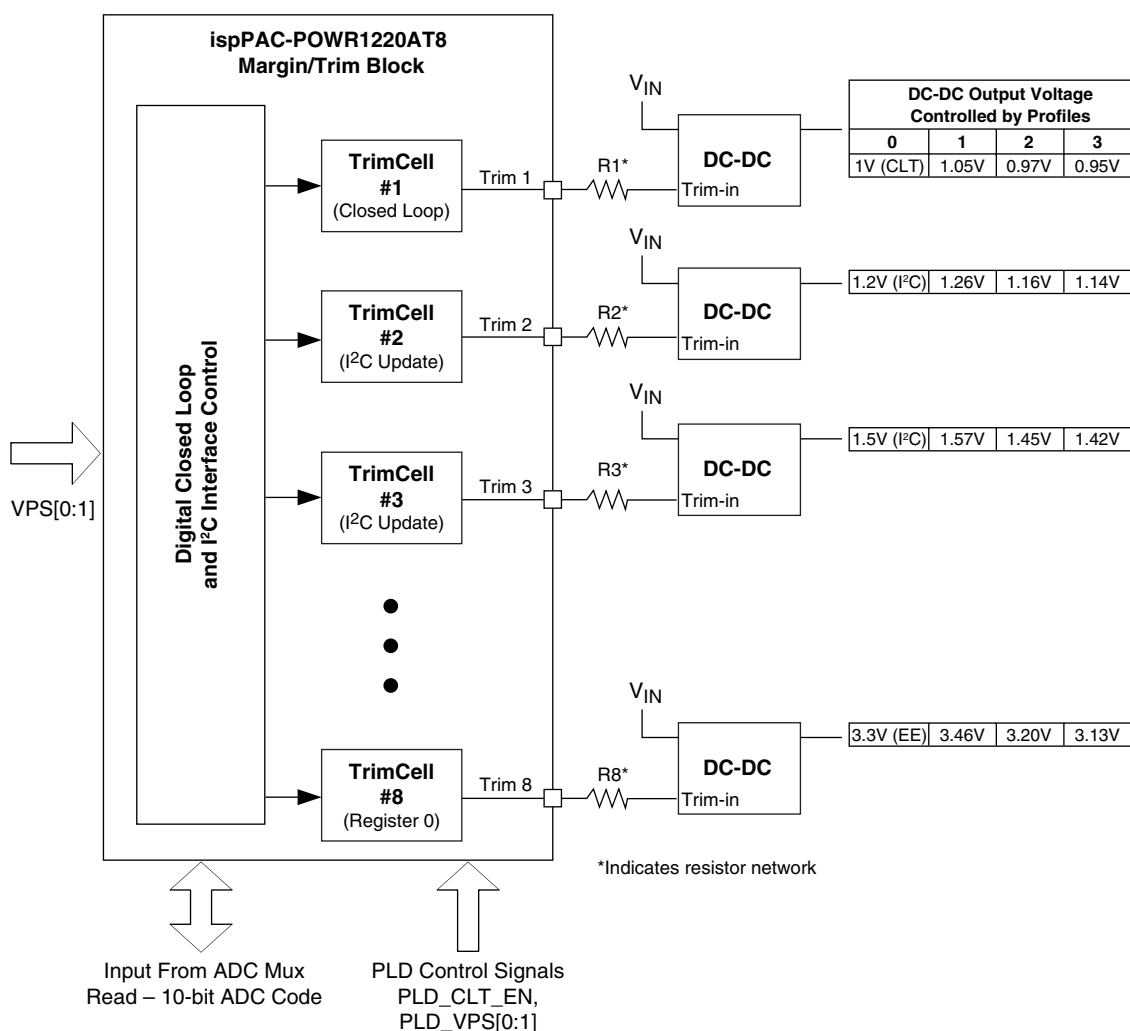 ispPAC-POWR1220AT8
Margin/Trim Block
Digital Closed Loop
and I²C Interface Control
VPS[0:1]
TrimCell
#1
(Closed Loop)
Trim 1
R1*
VIN
DC-DC
Trim-in
DC-DC Output Voltage
Controlled by Profiles
0 1 2 3
1V (CLT) 1.05V 0.97V 0.95V
TrimCell
#2
(I²C Update)
Trim 2
R2*
VIN
DC-DC
Trim-in
1.2V (I²C) 1.26V 1.16V 1.14V
TrimCell
#3
(I²C Update)
Trim 3
R3*
VIN
DC-DC
Trim-in
1.5V (I²C) 1.57V 1.45V 1.42V
TrimCell
#8
(Register 0)
Trim 8
R8*
VIN
DC-DC
Trim-in
3.3V (EE) 3.46V 3.20V 3.13V
*Indicates resistor network
Input From ADC Mux
Read – 10-bit ADC Code
PLD Control Signals
PLD_CLT_EN,
PLD_VPS[0:1]